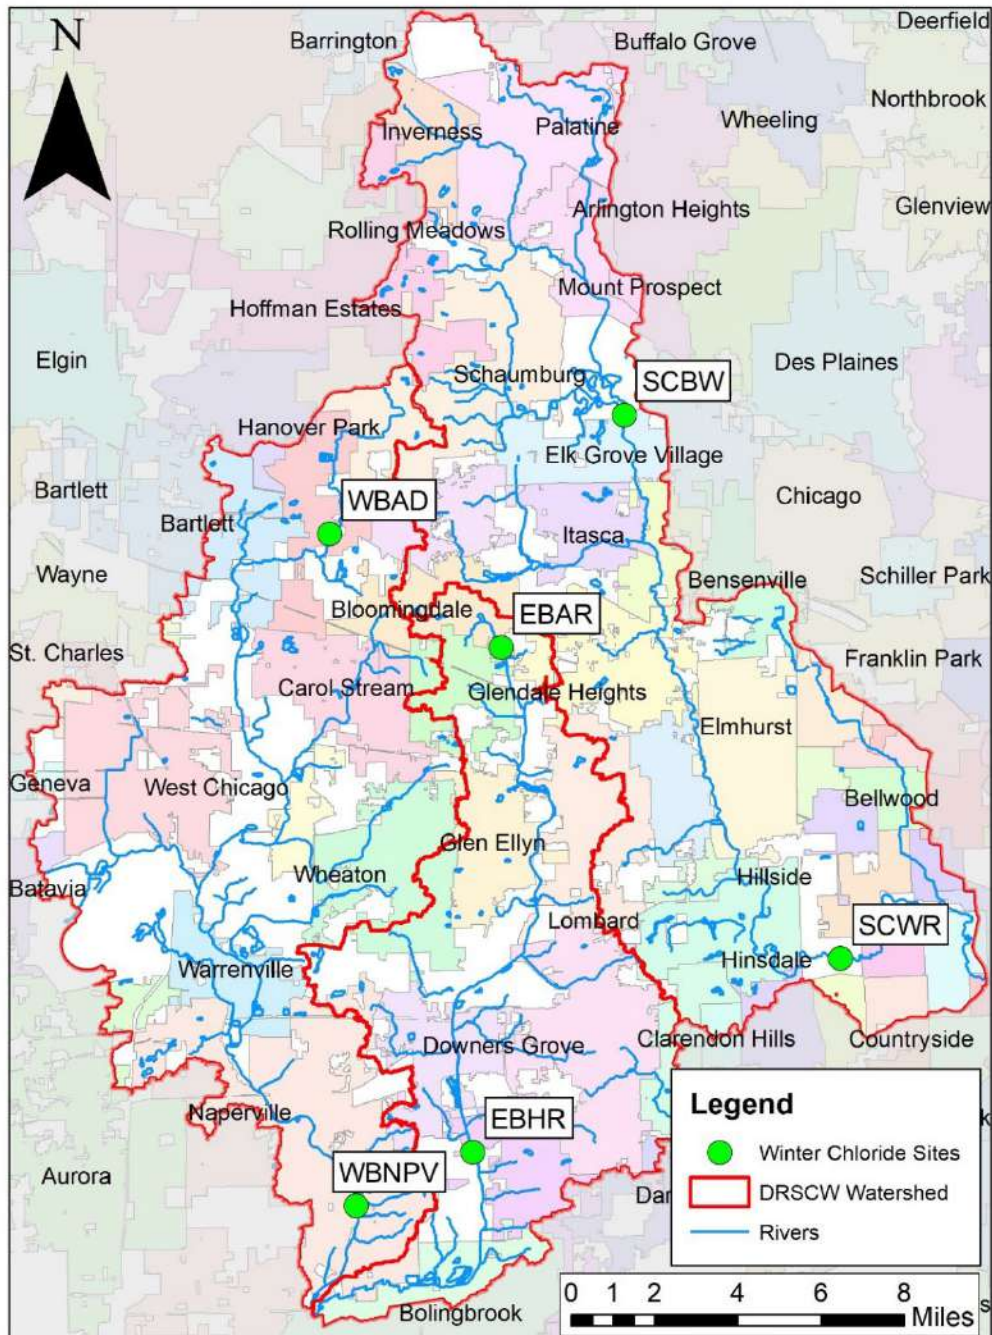 Deerfield
N
Barrington
Buffalo Grove
Northbrook
Inverness
Palatine
Wheeling
Arlington Heights
Glenview
Rolling Meadows
Mount Prospect
Hoffman Estates
Elgin
Schaumburg
SCBW
Des Plaines
Hanover Park
Elk Grove Village
Bartlett
WBAD
Chicago
Bartlett
Itasca
Wayne
Bensenville
Schiller Park
Bloomingdale
EBAR
St. Charles
Carol Stream
Glendale Heights
Franklin Park
Elmhurst
Geneva
West Chicago
Bellwood
Glen Ellyn
Batavia
Wheaton
Hillside
Lombard
SCWR
Warrenville
Hinsdale
Downers Grove
Clarendon Hills
Countryside
Naperville
EBHR
Aurora
WBNPV
Dar
k
Legend
Winter Chloride Sites
DRSCW Watershed
Rivers
Bolingbrook
s
0 1 2 4 6 8
Miles